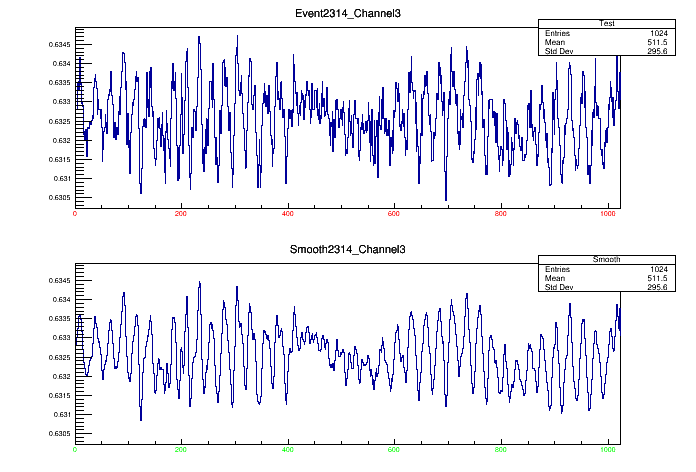 Event2314_Channel3
Test
Entries 1024
Mean 511.5
Std Dev 295.6
0.6345
0.634
0.6335
0.633
0.6325
0.632
0.6315
0.631
0.6305
0 200 400 600 800 1000
Smooth2314_Channel3
Smooth
Entries 1024
Mean 511.5
Std Dev 295.6
0.6345
0.634
0.6335
0.633
0.6325
0.632
0.6315
0.631
0.6305
0 200 400 600 800 1000